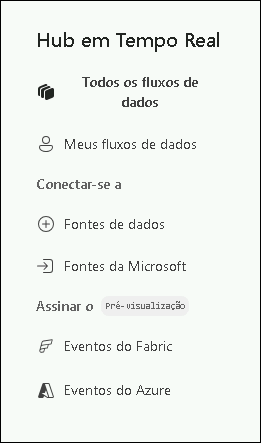 Hub em Tempo Real
Todos os fluxos de
dados
Meus fluxos de dados
Conectar-se a
Fontes de dados
Fontes da Microsoft
Assinar o Pré-visualização
Eventos do Fabric
Eventos do Azure